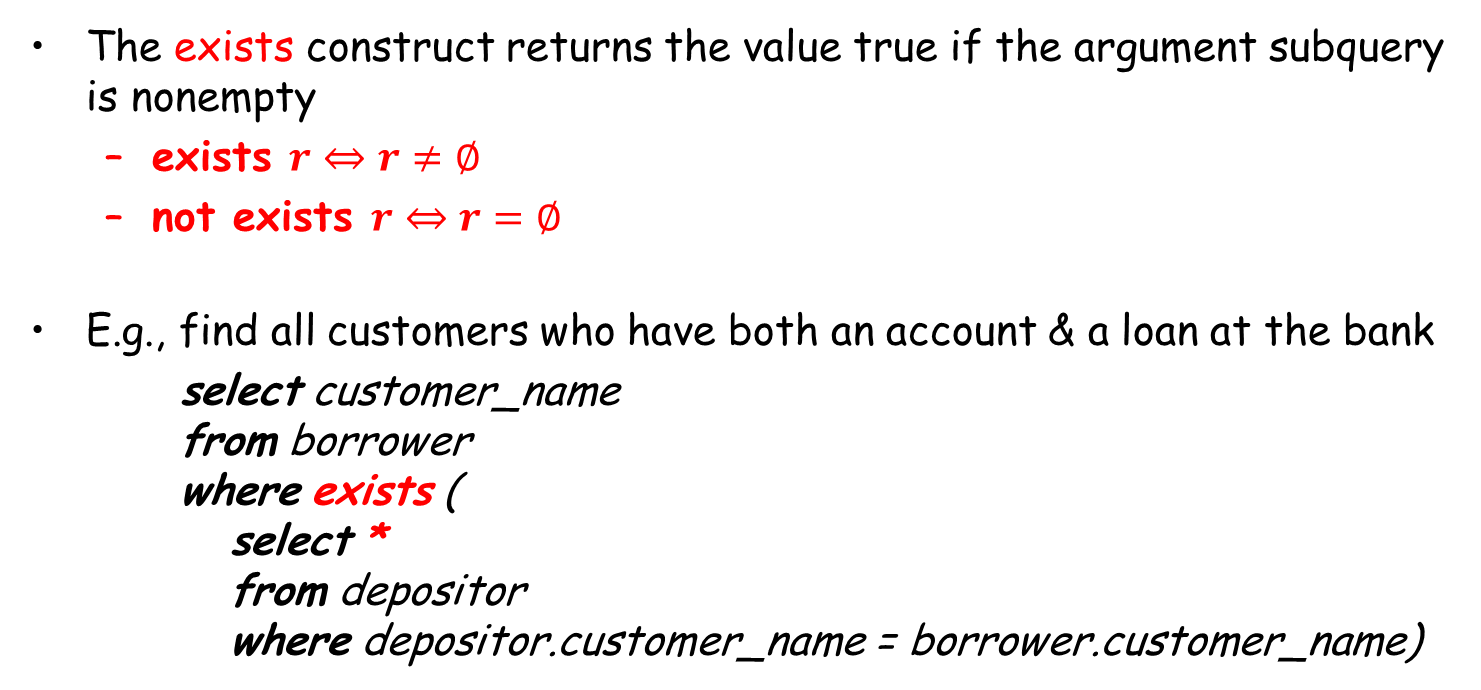 • The exists construct returns the value true if the argument subquery
is nonempty
– exists r ⇔ r ≠ ∅
– not exists r ⇔ r = ∅
• E.g., find all customers who have both an account & a loan at the bank
select customer_name
from borrower
where exists (
select *
from depositor
where depositor.customer_name = borrower.customer_name)